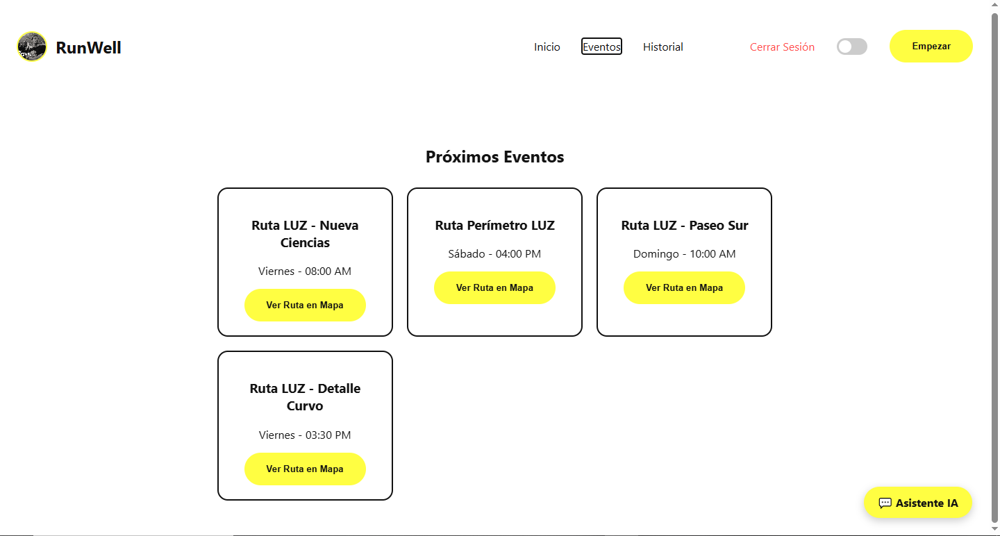 GYS
RunWell
Inicio
Eventos
Historial
Cerrar Sesión
Empezar
Próximos Eventos
Ruta LUZ - Nueva
Ciencias
Viernes - 08:00 AM
Ver Ruta en Mapa
Ruta Perímetro LUZ
Sábado - 04:00 PM
Ver Ruta en Mapa
Ruta LUZ - Paseo Sur
Domingo - 10:00 AM
Ver Ruta en Mapa
Ruta LUZ - Detalle
Curvo
Viernes - 03:30 PM
Ver Ruta en Mapa
Asistente IA